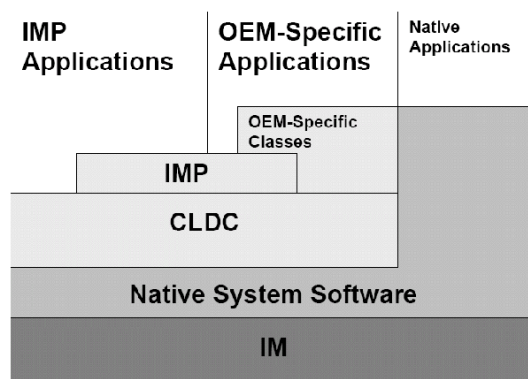 IMP
Applications
OEM-Specific
Applications
Native
Applications
OEM-Specific
Classes
IMP
CLDC
Native System Software
IM